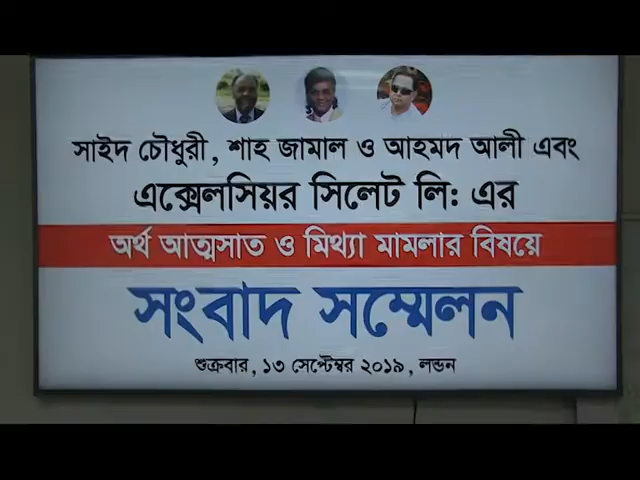 সাইদ চৌধুরী, শাহ জামাল ও আহমদ আলী এবং
এক্সেলসিয়র সিলেট লি: এর
অর্থ আত্মসাত ও মিথ্যা মামলার বিষয়ে
সংবাদ সম্মেলন
শুক্রবার, ১৩ সেপ্টেম্বর ২০১৯, লন্ডন